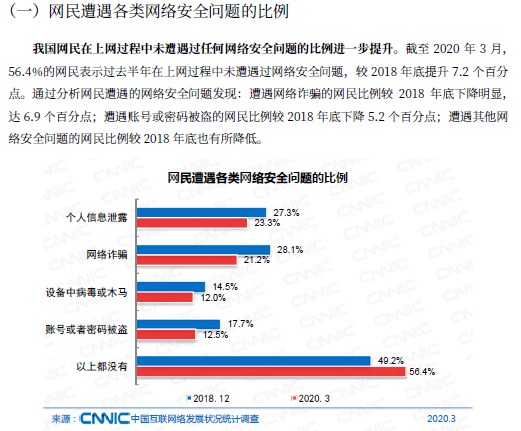 （一）网民遭遇各类网络安全问题的比例
我国网民在上网过程中未遭遇过任何网络安全问题的比例进一步提升。截至 2020 年 3 月，
56.4%的网民表示过去半年在上网过程中未遭遇过网络安全问题，较 2018 年底提升 7.2 个百分
点。通过分析网民遭遇的网络安全问题发现：遭遇网络诈骗的网民比例较 2018 年底下降明显，
达 6.9 个百分点；遭遇账号或密码被盗的网民比例较 2018 年底下降 5.2 个百分点；遭遇其他网
络安全问题的网民比例较 2018 年底也有所降低。
网民遭遇各类网络安全问题的比例
个人信息泄露
27.3%
23.3%
网络诈骗
28.1%
21.2%
设备中病毒或木马
14.5%
12.0%
账号或者密码被盗
17.7%
12.5%
以上都没有
49.2%
56.4%
2018. 12
2020. 3
来源：CNNIC 中国互联网络发展状况统计调查
2020.3